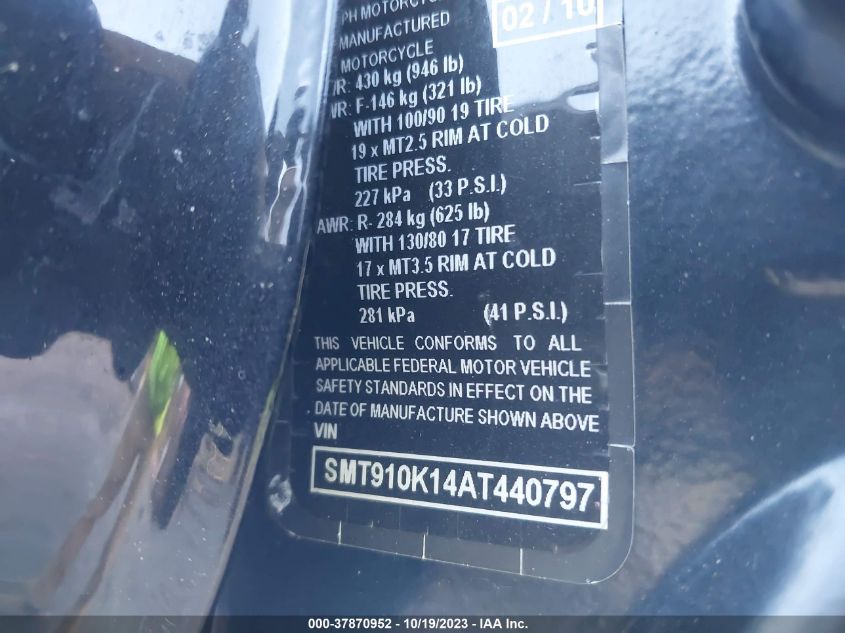 PH MOTORCYC
02 / 10
MANUFACTURED
MOTORCYCLE
R: 430 kg (946 lb)
WR: F-146 kg (321 lb)
WITH 100/90 19 TIRE
19 x MT2.5 RIM AT COLD
TIRE PRESS.
227 kPa (33 P.S.I.)
AWR: R- 284 kg (625 lb)
WITH 130/80 17 TIRE
17 x MT3.5 RIM AT COLD
TIRE PRESS.
281 kPa (41 P.S.I.)
THIS VEHICLE CONFORMS TO ALL
APPLICABLE FEDERAL MOTOR VEHICLE
SAFETY STANDARDS IN EFFECT ON THE
DATE OF MANUFACTURE SHOWN ABOVE
VIN
SMT910K14AT440797
000-37870952 - 10/19/2023 - IAA Inc.